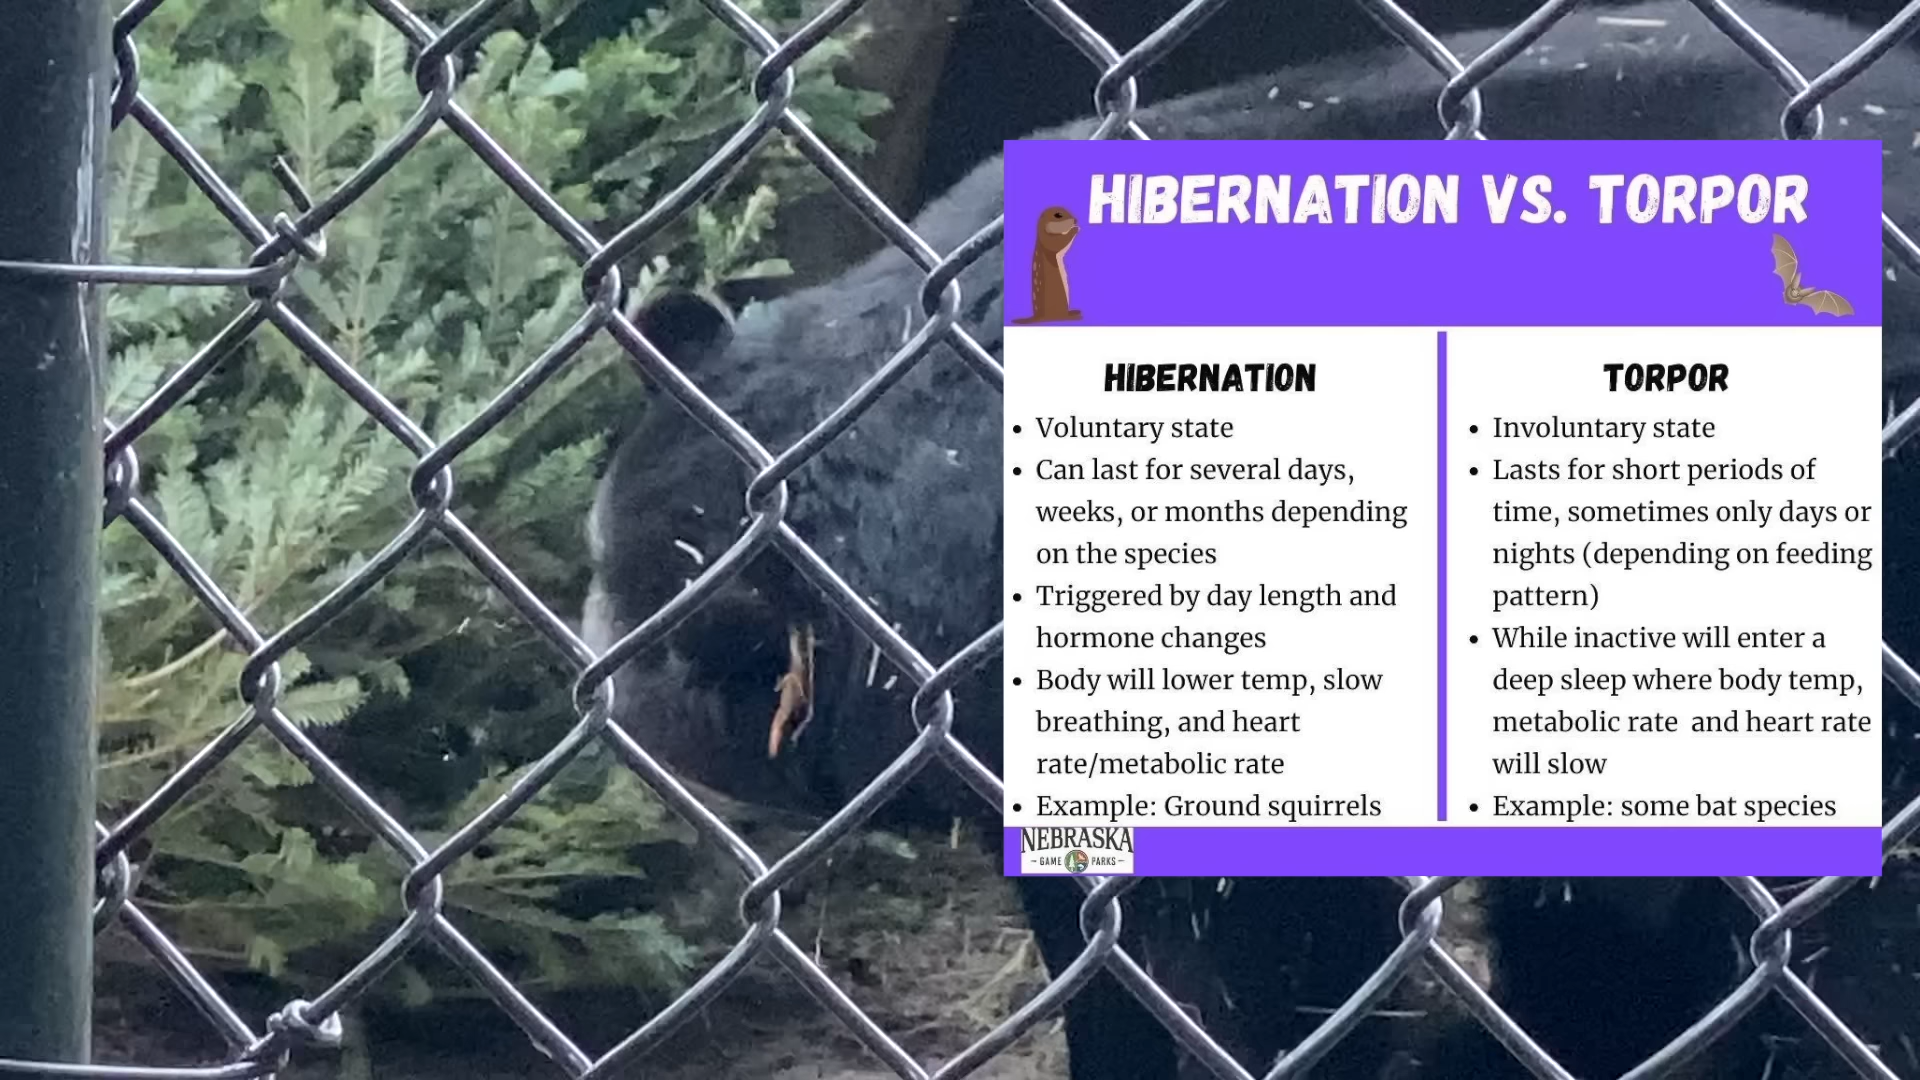 HIBERNATION VS. TORPOR
HIBERNATION
• Voluntary state
• Can last for several days,
weeks, or months depending
on the species
• Triggered by day length and
hormone changes
• Body will lower temp, slow
breathing, and heart
rate/metabolic rate
• Example: Ground squirrels
TORPOR
• Involuntary state
• Lasts for short periods of
time, sometimes only days or
nights (depending on feeding
pattern)
• While inactive will enter a
deep sleep where body temp,
metabolic rate and heart rate
will slow
• Example: some bat species
NEBRASKA
GAME PARKS